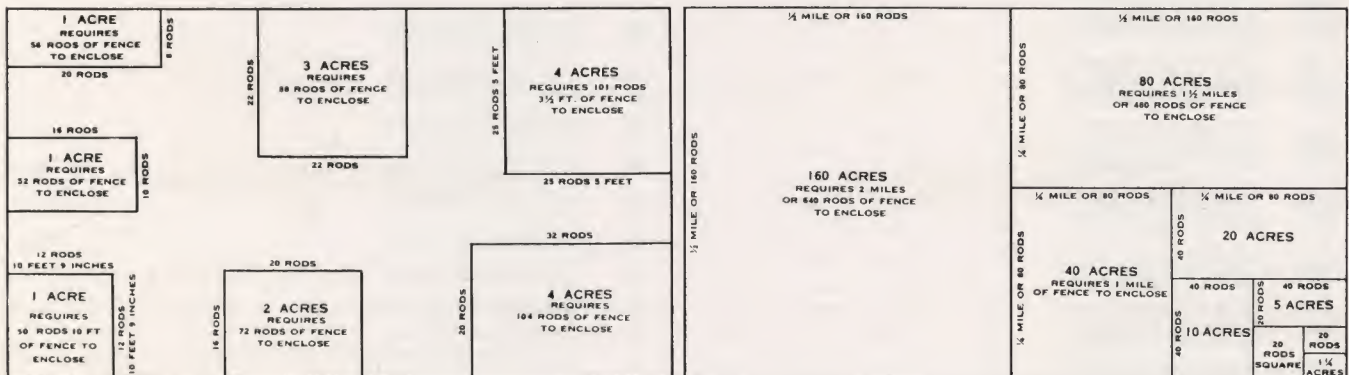 1 ACRE
REQUIRES
56 RODS OF FENCE
TO ENCLOSE
8 RODS
20 RODS
16 RODS
1 ACRE
REQUIRES
52 RODS OF FENCE
TO ENCLOSE
10 RODS
12 RODS
10 FEET 9 INCHES
1 ACRE
REQUIRES
50 RODS 10 FT
OF FENCE TO
ENCLOSE
12 RODS
10 FEET 9 INCHES
22 RODS
3 ACRES
REQUIRES
88 RODS OF FENCE
TO ENCLOSE
22 RODS
20 RODS
16 RODS
2 ACRES
REQUIRES
72 RODS OF FENCE
TO ENCLOSE
25 RODS 5 FEET
4 ACRES
REQUIRES 101 RODS
3½ FT. OF FENCE
TO ENCLOSE
25 RODS 5 FEET
32 RODS
20 RODS
4 ACRES
REQUIRES
104 RODS OF FENCE
TO ENCLOSE
½ MILE OR 160 RODS
½ MILE OR 160 RODS
160 ACRES
REQUIRES 2 MILES
OR 640 RODS OF FENCE
TO ENCLOSE
½ MILE OR 160 RODS
¼ MILE OR 80 RODS
80 ACRES
REQUIRES 1½ MILES
OR 480 RODS OF FENCE
TO ENCLOSE
¼ MILE OR 80 RODS
¼ MILE OR 80 RODS
40 ACRES
REQUIRES 1 MILE
OF FENCE TO ENCLOSE
¼ MILE OR 80 RODS
40 RODS
20 ACRES
40 RODS
40 RODS
10 ACRES
40 RODS
20 RODS
5 ACRES
20
RODS
SQUARE
20
RODS
1¼
ACRES